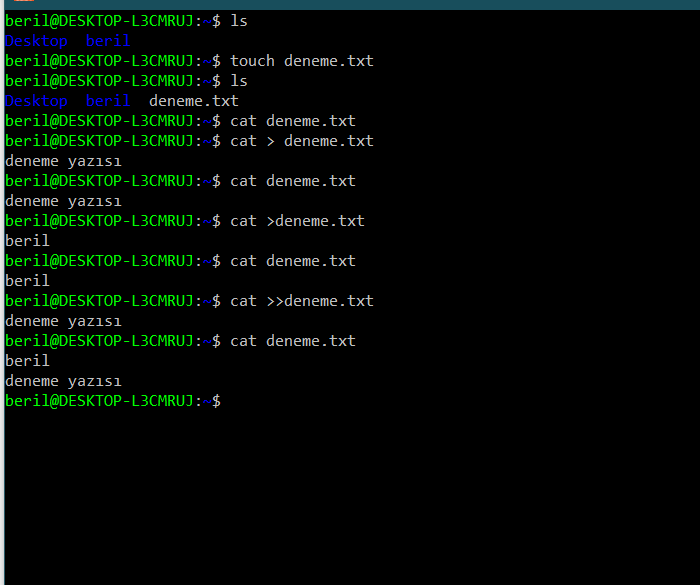 beril@DESKTOP-L3CMRUJ:~$ ls
Desktop beril
beril@DESKTOP-L3CMRUJ:~$ touch deneme.txt
beril@DESKTOP-L3CMRUJ:~$ ls
Desktop beril deneme.txt
beril@DESKTOP-L3CMRUJ:~$ cat deneme.txt
beril@DESKTOP-L3CMRUJ:~$ cat > deneme.txt
deneme yazısı
beril@DESKTOP-L3CMRUJ:~$ cat deneme.txt
deneme yazısı
beril@DESKTOP-L3CMRUJ:~$ cat >deneme.txt
beril
beril@DESKTOP-L3CMRUJ:~$ cat deneme.txt
beril
beril@DESKTOP-L3CMRUJ:~$ cat >>deneme.txt
deneme yazısı
beril@DESKTOP-L3CMRUJ:~$ cat deneme.txt
beril
deneme yazısı
beril@DESKTOP-L3CMRUJ:~$